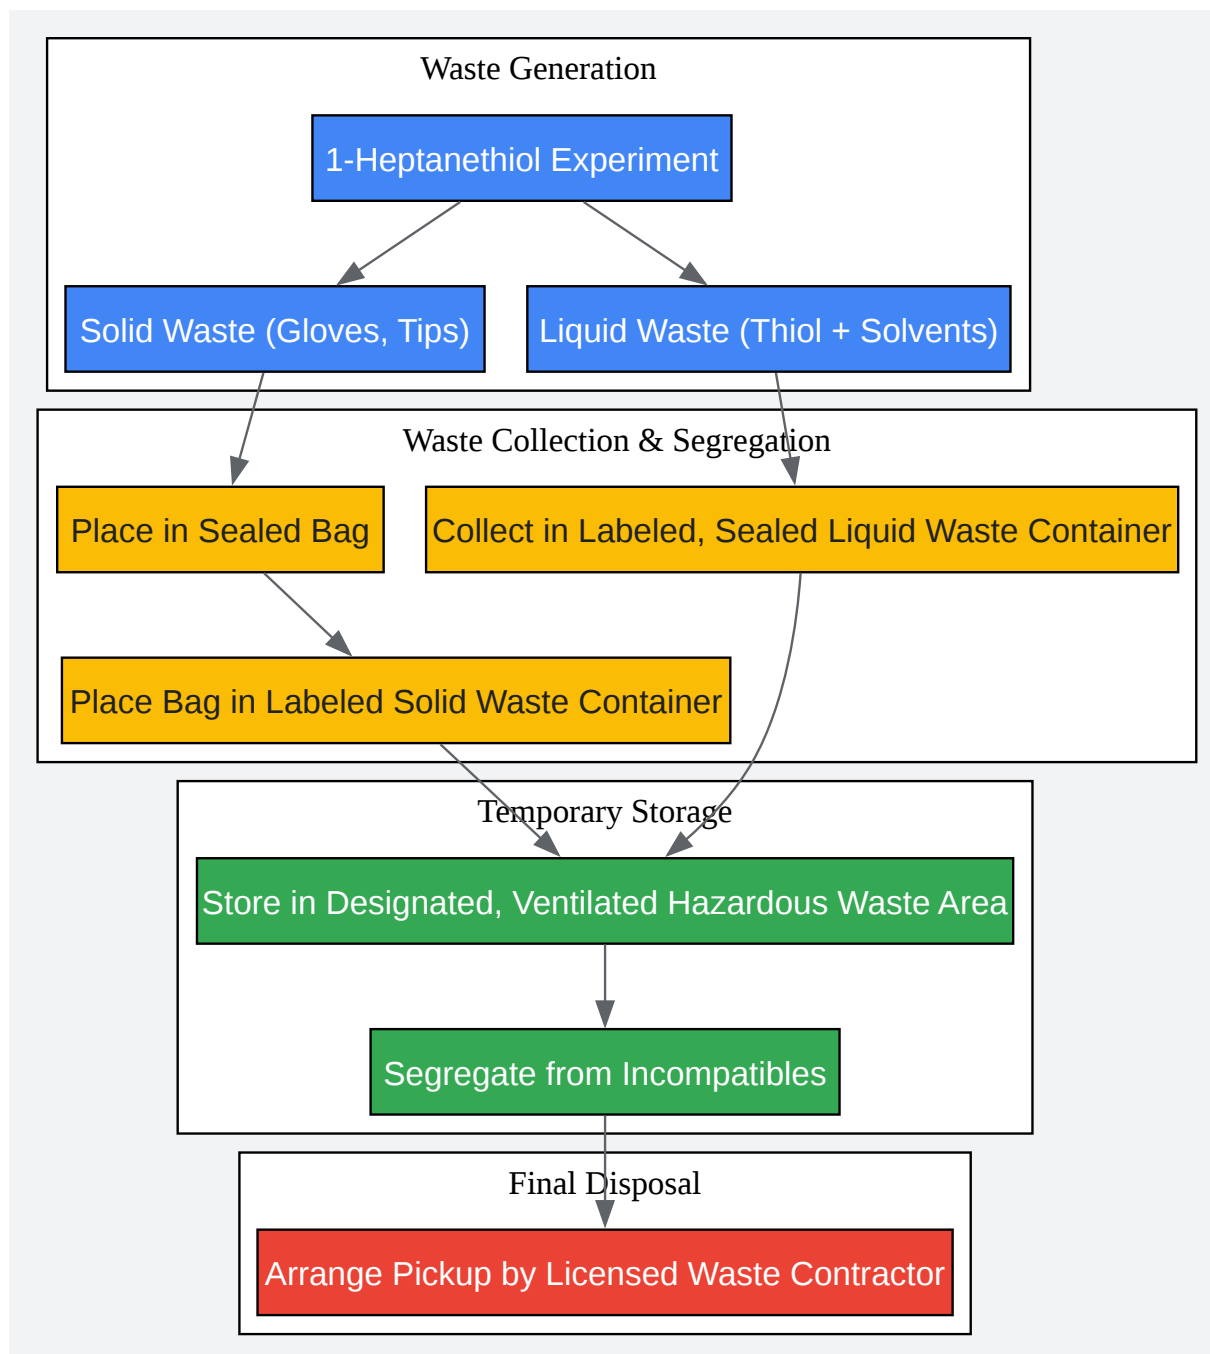 Waste Generation
1-Heptanethiol Experiment
Solid Waste (Gloves, Tips)
Liquid Waste (Thiol + Solvents)
Waste Collection & Segregation
Place in Sealed Bag
Collect in Labeled, Sealed Liquid Waste Container
Place Bag in Labeled Solid Waste Container
Temporary Storage
Store in Designated, Ventilated Hazardous Waste Area
Segregate from Incompatibles
Final Disposal
Arrange Pickup by Licensed Waste Contractor